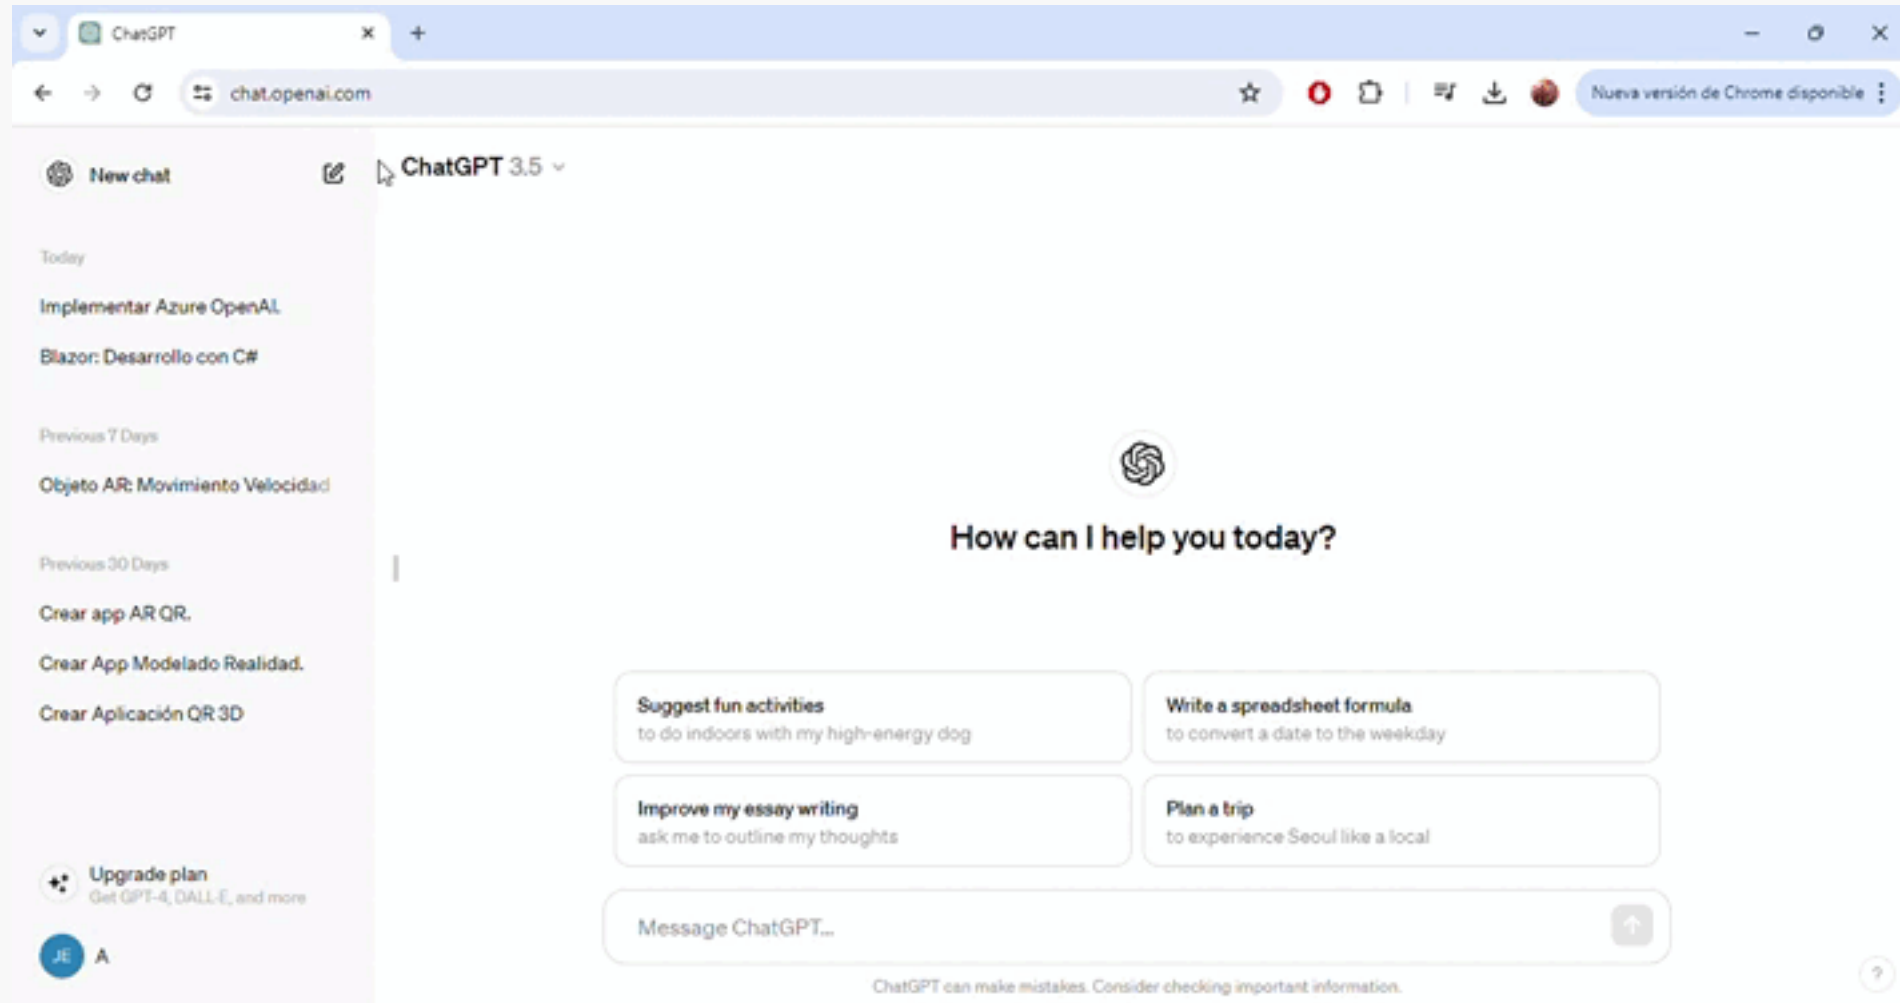 ChatGPT
chat.openai.com
Nueva versión de Chrome disponible
New chat
ChatGPT 3.5
Today
Implementar Azure OpenAI.
Blazor: Desarrollo con C#
Previous 7 Days
Objeto AR: Movimiento Velocidad
Previous 30 Days
Crear app AR QR.
Crear App Modelado Realidad.
Crear Aplicación QR 3D
Upgrade plan
Get GPT-4, DALL·E, and more
JE
A
How can I help you today?
Suggest fun activities
to do indoors with my high-energy dog
Write a spreadsheet formula
to convert a date to the weekday
Improve my essay writing
ask me to outline my thoughts
Plan a trip
to experience Seoul like a local
Message ChatGPT...
ChatGPT can make mistakes. Consider checking important information.
?